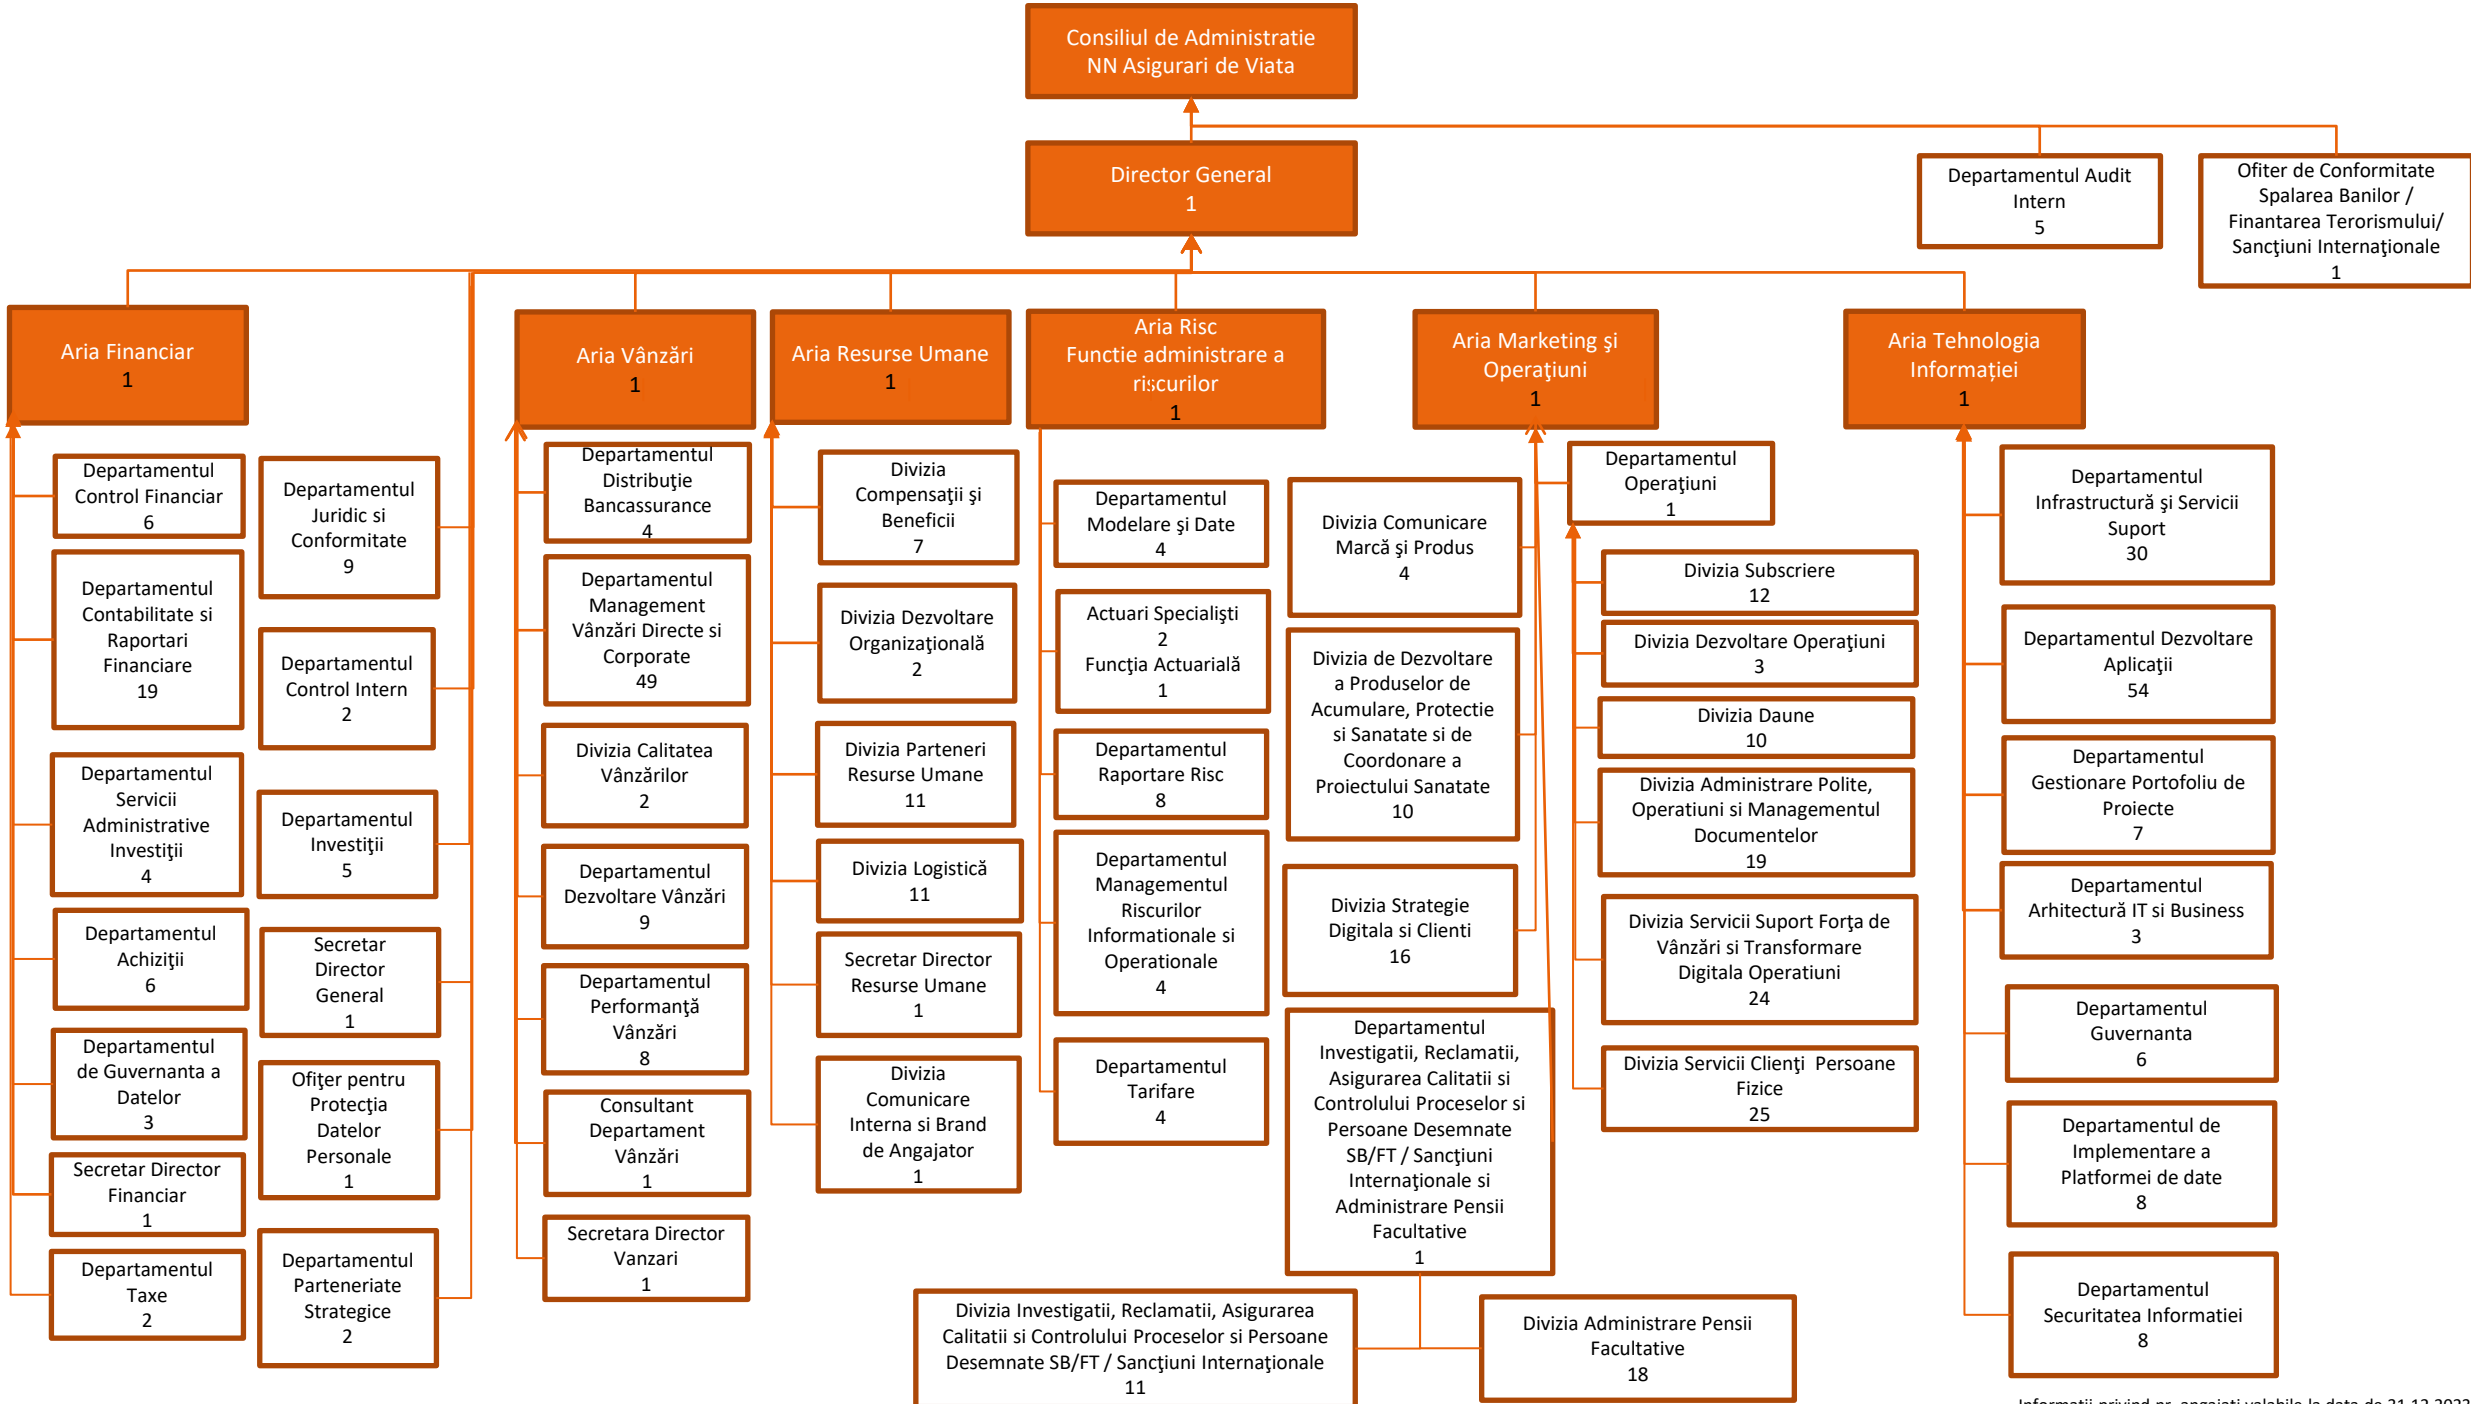 Consiliul de Administratie
NN Asigurari de Viata
Director General
1
Departamentul Audit
Intern
5
Ofiter de Conformitate
Spalarea Banilor /
Finantarea Terorismului/
Sancţiuni Internaţionale
1
Aria Financiar
1
Aria Vânzări
1
Aria Resurse Umane
1
Aria Risc
Functie administrare a
riscurilor
1
Aria Marketing şi
Operaţiuni
1
Aria Tehnologia
Informației
1
Departamentul
Control Financiar
6
Departamentul
Contabilitate si
Raportari
Financiare
19
Departamentul
Servicii
Administrative
Investiţii
4
Departamentul
Achiziţii
6
Departamentul
de Guvernanta a
Datelor
3
Secretar Director
Financiar
1
Departamentul
Taxe
2
Departamentul
Juridic si
Conformitate
9
Departamentul
Control Intern
2
Departamentul
Investiţii
5
Secretar
Director
General
1
Ofiţer pentru
Protecţia
Datelor
Personale
1
Departamentul
Parteneriate
Strategice
2
Departamentul
Distribuţie
Bancassurance
4
Departamentul
Management
Vânzări Directe si
Corporate
49
Divizia Calitatea
Vânzărilor
2
Departamentul
Dezvoltare Vânzări
9
Departamentul
Performanţă
Vânzări
8
Consultant
Departament
Vânzări
1
Secretara Director
Vanzari
1
Divizia
Compensaţii şi
Beneficii
7
Divizia Dezvoltare
Organizaţională
2
Divizia Parteneri
Resurse Umane
11
Divizia Logistică
11
Secretar Director
Resurse Umane
1
Divizia
Comunicare
Interna si Brand
de Angajator
1
Departamentul
Modelare şi Date
4
Actuari Specialişti
2
Funcţia Actuarială
1
Departamentul
Raportare Risc
8
Departamentul
Managementul
Riscurilor
Informationale si
Operationale
4
Departamentul
Tarifare
4
Divizia Comunicare
Marcă şi Produs
4
Divizia de Dezvoltare
a Produselor de
Acumulare, Protectie
si Sanatate si de
Coordonare a
Proiectului Sanatate
10
Divizia Strategie
Digitala si Clienti
16
Departamentul
Investigatii, Reclamatii,
Asigurarea Calitatii si
Controlului Proceselor si
Persoane Desemnate
SB/FT / Sancţiuni
Internaţionale si
Administrare Pensii
Facultative
1
Divizia Investigatii, Reclamatii, Asigurarea
Calitatii si Controlului Proceselor si Persoane
Desemnate SB/FT / Sancţiuni Internaţionale
11
Divizia Administrare Pensii
Facultative
18
Departamentul
Operaţiuni
1
Divizia Subscriere
12
Divizia Dezvoltare Operaţiuni
3
Divizia Daune
10
Divizia Administrare Polite,
Operatiuni si Managementul
Documentelor
19
Divizia Servicii Suport Forţa de
Vânzări si Transformare
Digitala Operatiuni
24
Divizia Servicii Clienţi Persoane
Fizice
25
Departamentul
Infrastructură şi Servicii
Suport
30
Departamentul Dezvoltare
Aplicaţii
54
Departamentul
Gestionare Portofoliu de
Proiecte
7
Departamentul
Arhitectură IT si Business
3
Departamentul
Guvernanta
6
Departamentul de
Implementare a
Platformei de date
8
Departamentul
Securitatea Informatiei
8